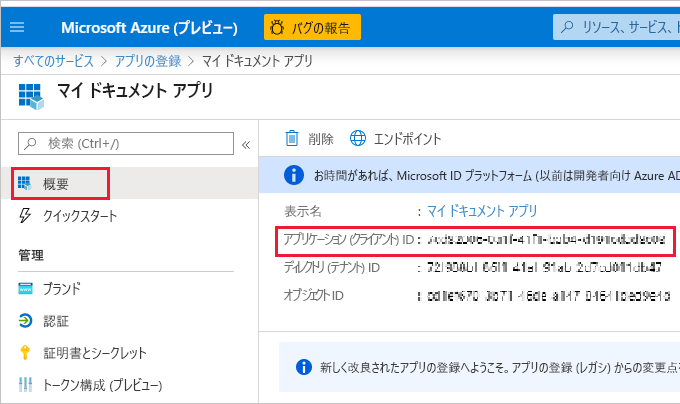 Microsoft Azure (プレビュー)
バグの報告
リソース、サービス、
すべてのサービス > アプリの登録 > マイ ドキュメント アプリ
マイ ドキュメント アプリ
検索 (Ctrl+/)
«
削除
エンドポイント
概要
クイックスタート
管理
ブランド
認証
証明書とシークレット
トークン構成 (プレビュー)
お時間があれば、Microsoft ID プラットフォーム (以前は開発者向け Azure AD
表示名 : マイ ドキュメント アプリ
アプリケーション (クライアント) ID :
ディレクトリ (テナント) ID :
オブジェクト ID :
新しく改良されたアプリの登録へようこそ。アプリの登録 (レガシ) からの変更点